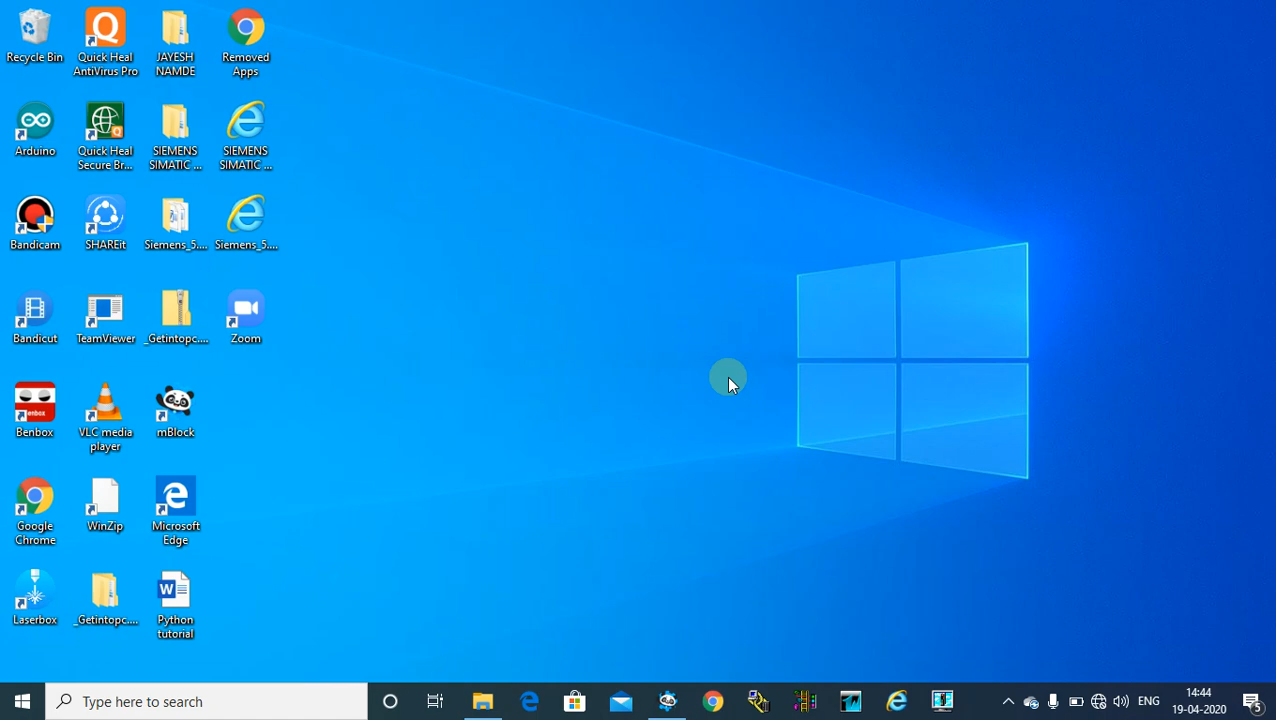 Recycle Bin
Quick Heal
AntiVirus Pro
JAYESH
NAMDE
Removed
Apps
Arduino
Quick Heal
Secure Br...
SIEMENS
SIMATIC ...
SIEMENS
SIMATIC ...
Bandicam
SHAREit
Siemens_5....
Siemens_5....
Bandicut
TeamViewer
_Getintopc....
Zoom
Benbox
VLC media
player
mBlock
Google
Chrome
WinZip
Microsoft
Edge
Laserbox
_Getintopc....
Python
tutorial
Type here to search
ENG
14:44
19-04-2020
5